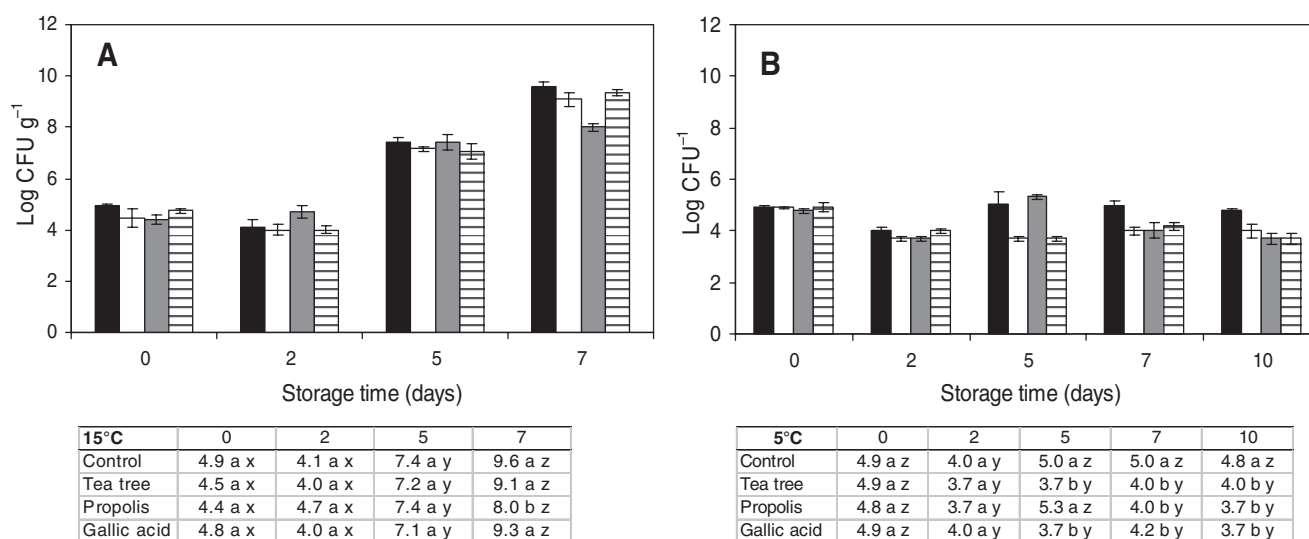 A
Log CFU g⁻¹
12
10
8
6
4
2
0
0 2 5 7
Storage time (days)
15°C 0 2 5 7
Control 4.9 a x 4.1 a x 7.4 a y 9.6 a z
Tea tree 4.5 a x 4.0 a x 7.2 a y 9.1 a z
Propolis 4.4 a x 4.7 a x 7.4 a y 8.0 b z
Gallic acid 4.8 a x 4.0 a x 7.1 a y 9.3 a z
B
Log CFU⁻¹
12
10
8
6
4
2
0
0 2 5 7 10
Storage time (days)
5°C 0 2 5 7 10
Control 4.9 a z 4.0 a y 5.0 a z 5.0 a z 4.8 a z
Tea tree 4.9 a z 3.7 a y 3.7 b y 4.0 b y 4.0 b y
Propolis 4.8 a z 3.7 a y 5.3 a z 4.0 b y 3.7 b y
Gallic acid 4.9 a z 4.0 a y 3.7 b y 4.2 b y 3.7 b y